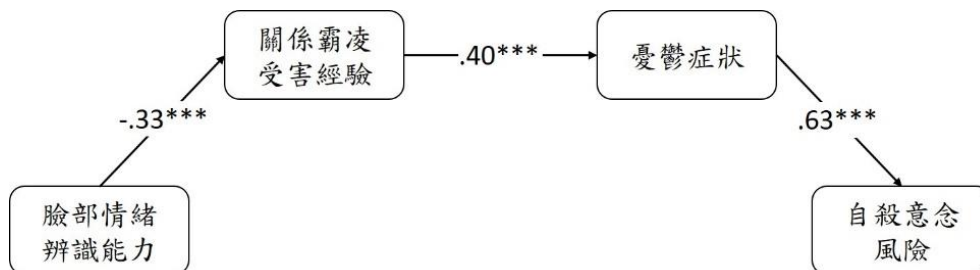 關係霸凌
受害經驗
.40***
憂鬱症狀
-.33***
.63***
臉部情緒
辨識能力
自殺意念
風險